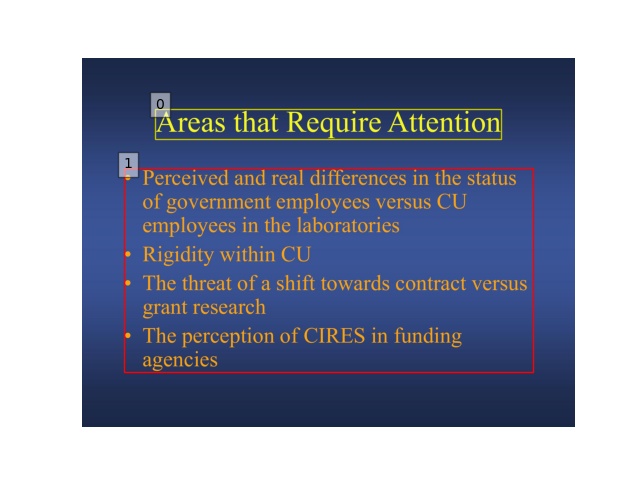 0
Areas that Require Attention
1
• Perceived and real differences in the status
of government employees versus CU
employees in the laboratories
• Rigidity within CU
• The threat of a shift towards contract versus
grant research
• The perception of CIRES in funding
agencies